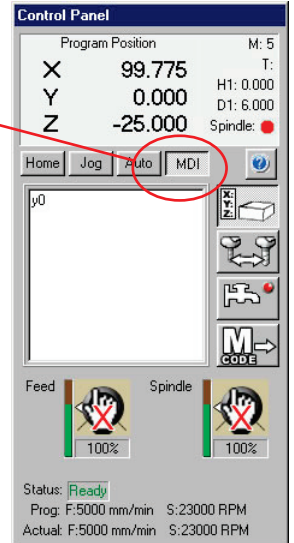 Control Panel
Program Position M: 5
X 99.775 T:
H1: 0.000
Y 0.000 D1: 6.000
Z -25.000 Spindle:
Home Jog Auto MDI
y0
X:
Y:
Z:
M
CODE
Feed Spindle
100% 100%
Status: Ready
Prog: F:5000 mm/min S:23000 RPM
Actual: F:5000 mm/min S:23000 RPM